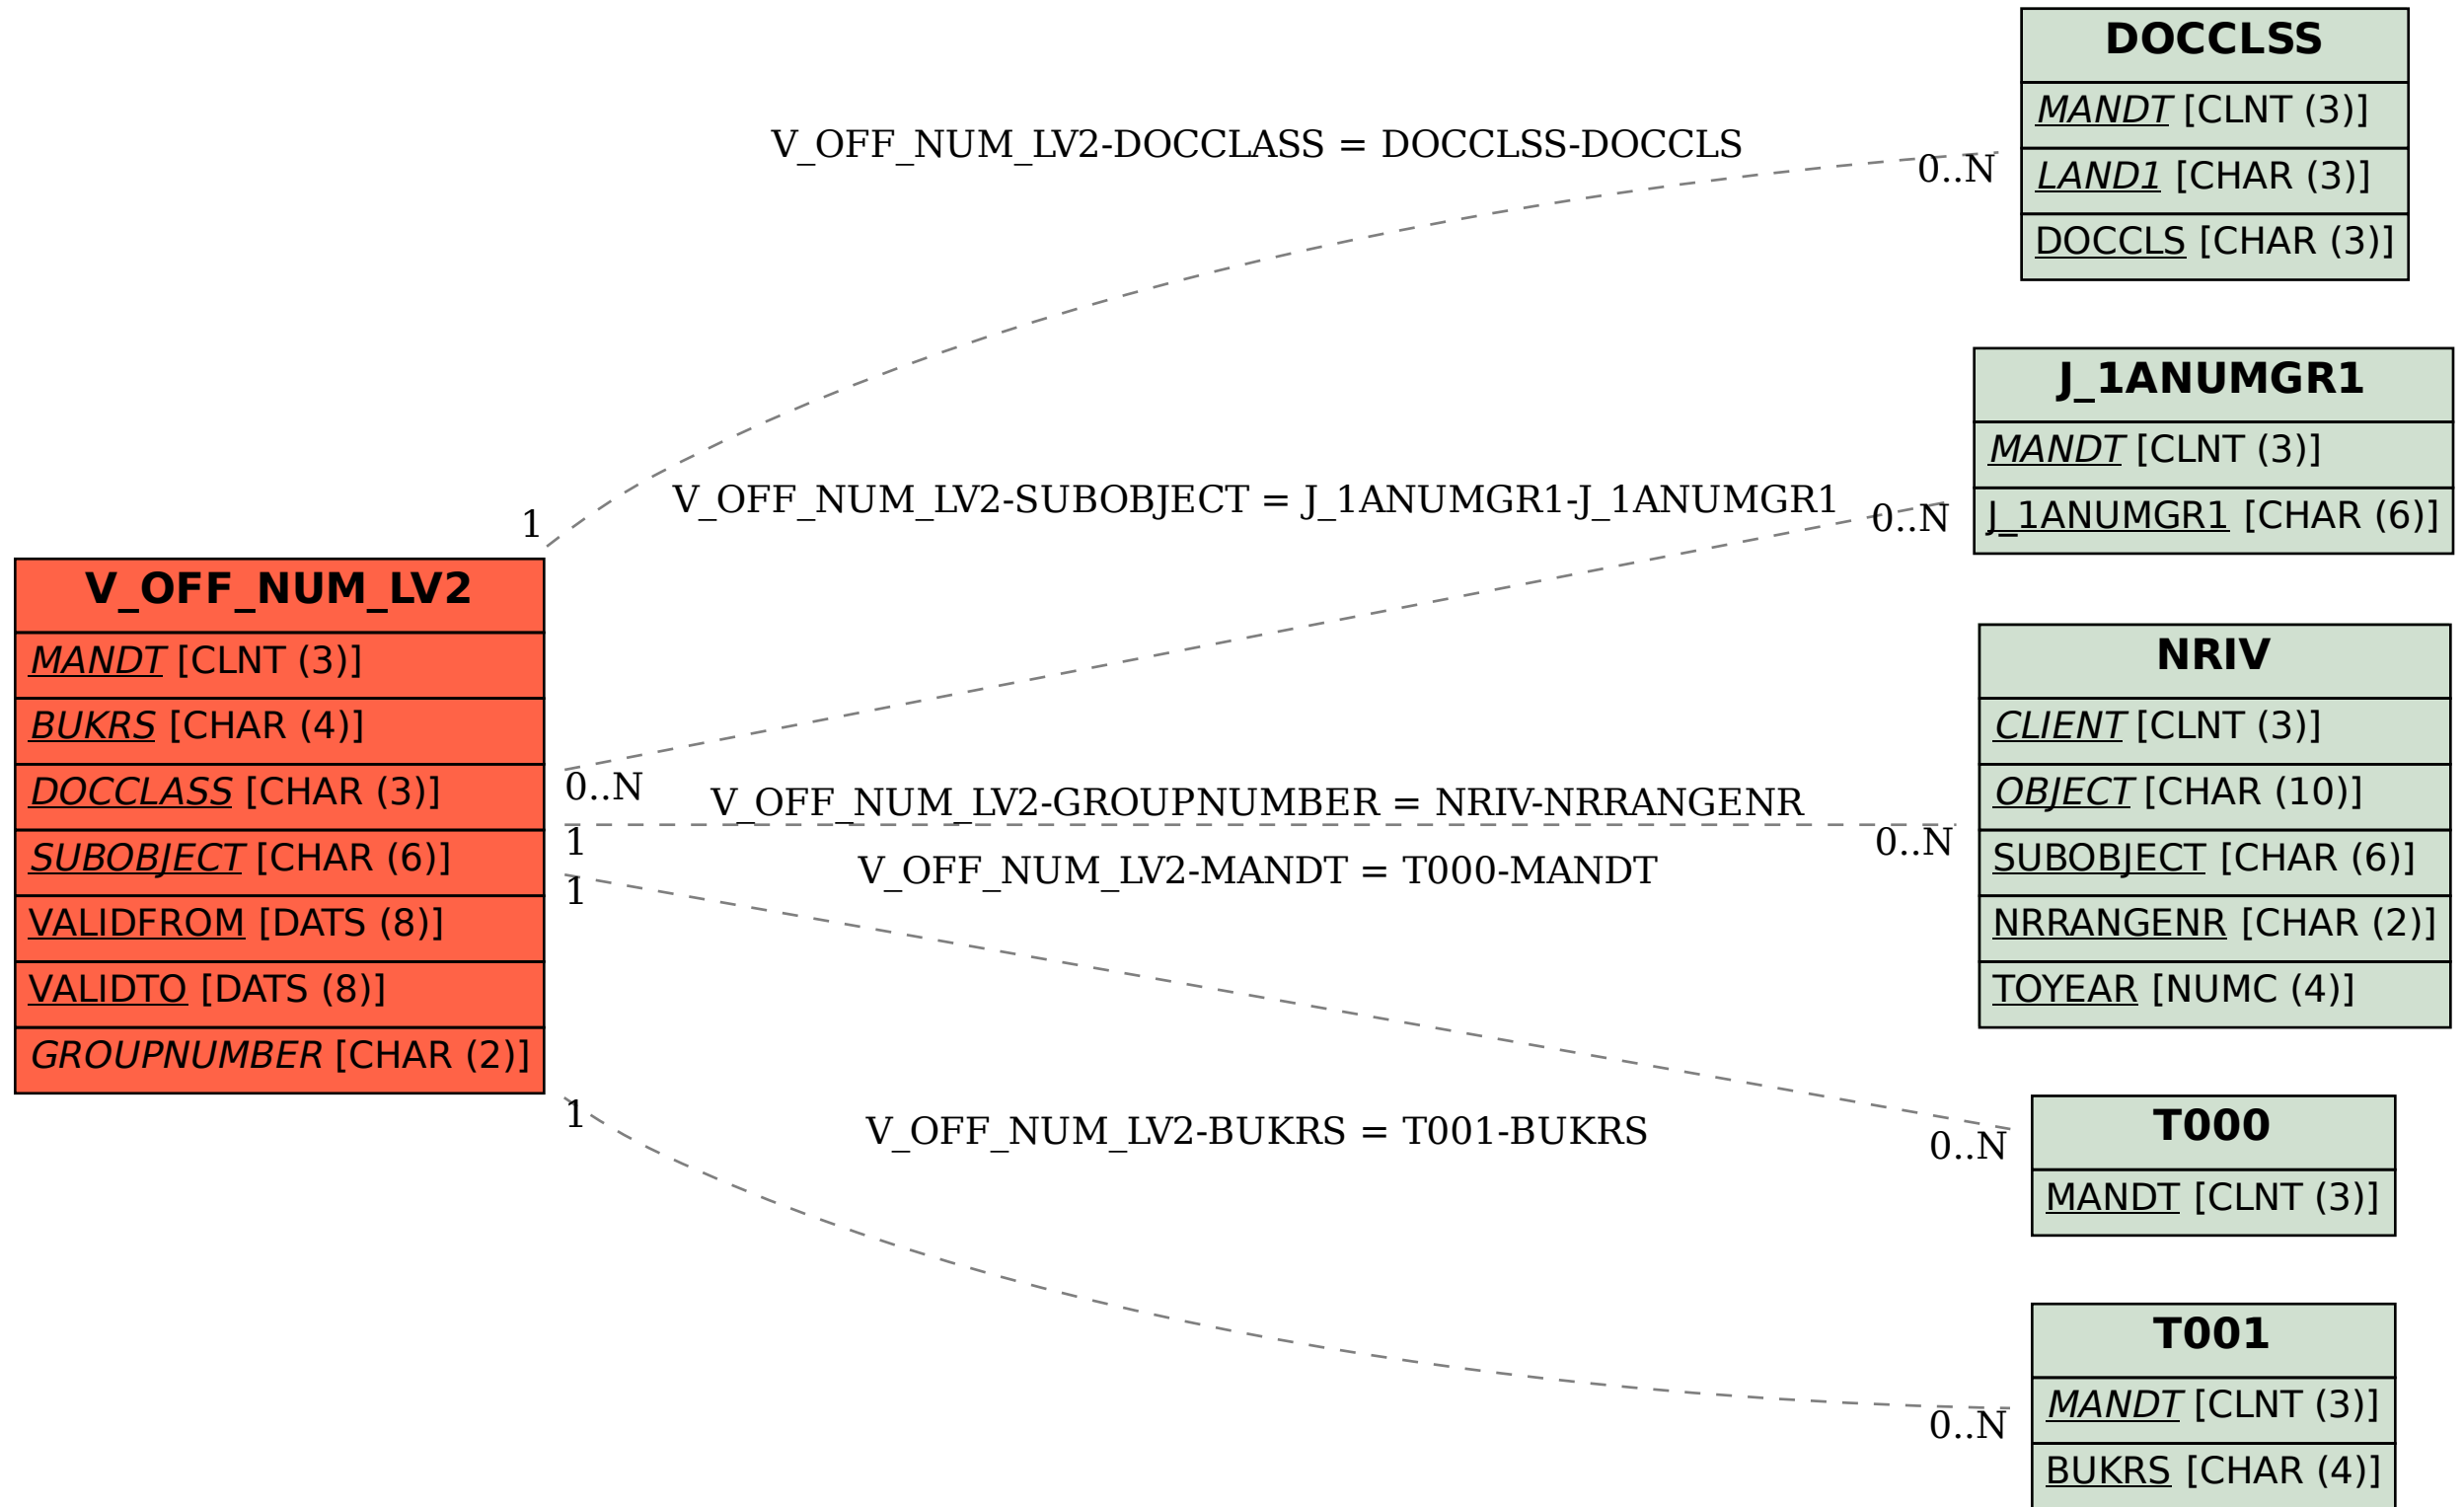 DOCCLSS
MANDT [CLNT (3)]
LAND1 [CHAR (3)]
DOCCLS [CHAR (3)]
V_OFF_NUM_LV2-DOCCLASS = DOCCLSS-DOCCLS
0..N
1
J_1ANUMGR1
MANDT [CLNT (3)]
J_1ANUMGR1 [CHAR (6)]
V_OFF_NUM_LV2-SUBOBJECT = J_1ANUMGR1-J_1ANUMGR1
0..N
0..N
V_OFF_NUM_LV2
MANDT [CLNT (3)]
BUKRS [CHAR (4)]
DOCCLASS [CHAR (3)]
SUBOBJECT [CHAR (6)]
VALIDFROM [DATS (8)]
VALIDTO [DATS (8)]
GROUPNUMBER [CHAR (2)]
NRIV
CLIENT [CLNT (3)]
OBJECT [CHAR (10)]
SUBOBJECT [CHAR (6)]
NRRANGENR [CHAR (2)]
TOYEAR [NUMC (4)]
V_OFF_NUM_LV2-GROUPNUMBER = NRIV-NRRANGENR
1
0..N
V_OFF_NUM_LV2-MANDT = T000-MANDT
1
0..N
T000
MANDT [CLNT (3)]
V_OFF_NUM_LV2-BUKRS = T001-BUKRS
1
0..N
T001
MANDT [CLNT (3)]
BUKRS [CHAR (4)]